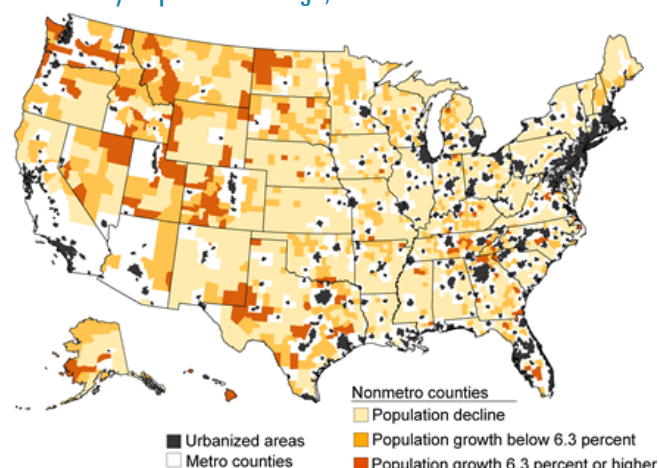 Nonmetro counties
Population decline
Urbanized areas
Population growth below 6.3 percent
Metro counties
Population growth 6.3 percent or higher